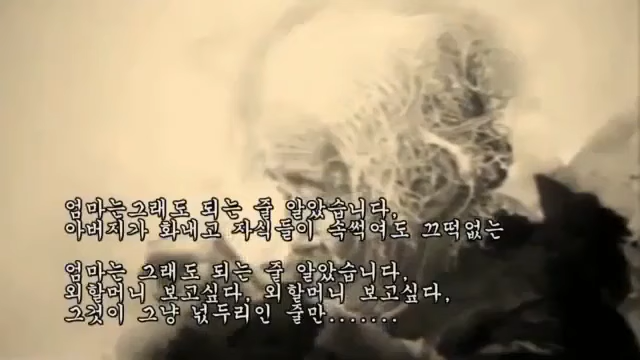 엄마는그래도 되는 줄 알았습니다,
아버지가 화내고 자식들이 속썩여도 끄떡없는
엄마는 그래도 되는 줄 알았습니다,
외할머니 보고싶다, 외할머니 보고싶다,
그것이 그냥 넋두리인 줄만.......